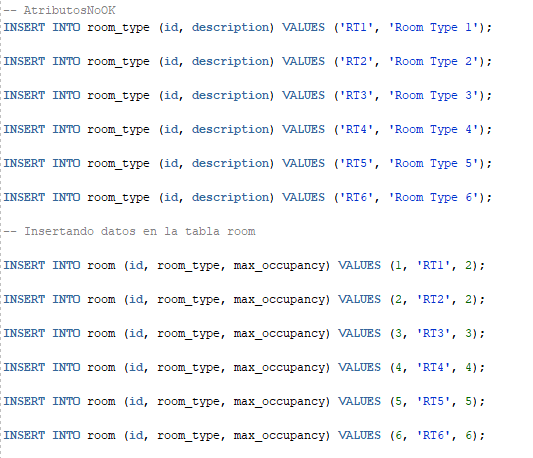 -- AtributosNoOK
INSERT INTO room_type (id, description) VALUES ('RT1', 'Room Type 1');
INSERT INTO room_type (id, description) VALUES ('RT2', 'Room Type 2');
INSERT INTO room_type (id, description) VALUES ('RT3', 'Room Type 3');
INSERT INTO room_type (id, description) VALUES ('RT4', 'Room Type 4');
INSERT INTO room_type (id, description) VALUES ('RT5', 'Room Type 5');
INSERT INTO room_type (id, description) VALUES ('RT6', 'Room Type 6');
-- Insertando datos en la tabla room
INSERT INTO room (id, room_type, max_occupancy) VALUES (1, 'RT1', 2);
INSERT INTO room (id, room_type, max_occupancy) VALUES (2, 'RT2', 2);
INSERT INTO room (id, room_type, max_occupancy) VALUES (3, 'RT3', 3);
INSERT INTO room (id, room_type, max_occupancy) VALUES (4, 'RT4', 4);
INSERT INTO room (id, room_type, max_occupancy) VALUES (5, 'RT5', 5);
INSERT INTO room (id, room_type, max_occupancy) VALUES (6, 'RT6', 6);